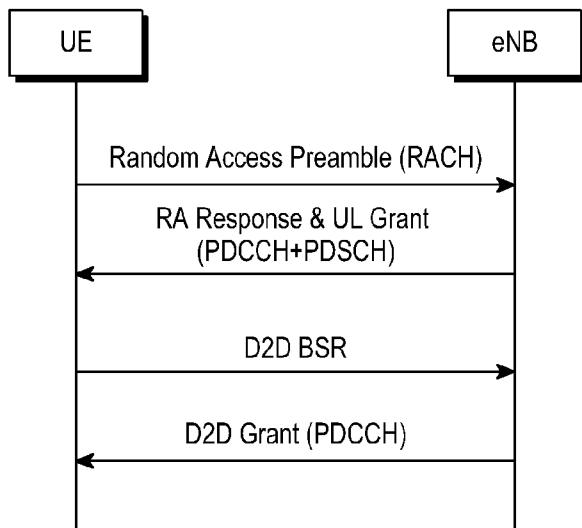 UE
eNB
Random Access Preamble (RACH)
RA Response & UL Grant
(PDCCH+PDSCH)
D2D BSR
D2D Grant (PDCCH)